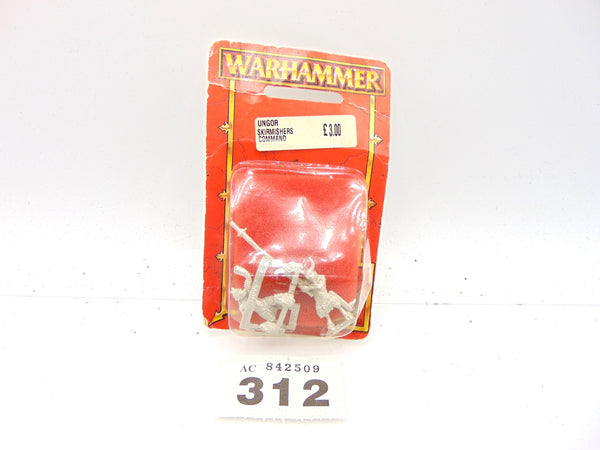 WARHAMMER
UNGOR
SKIRMISHERS
COMMAND
£3.00
AC 842509
312